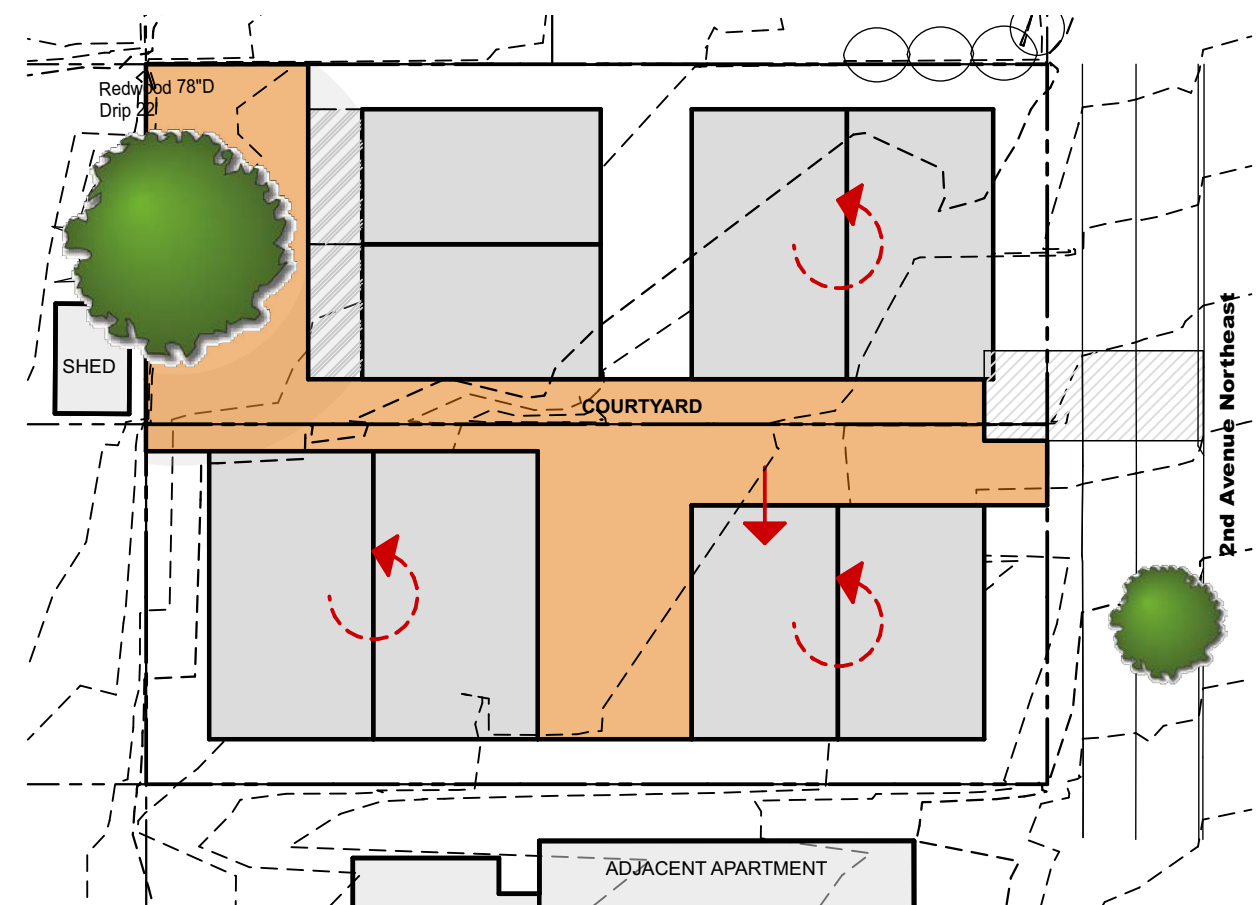 Redwood 78"D
Drip 22'
SHED
COURTYARD
2nd Avenue Northeast
ADJACENT APARTMENT